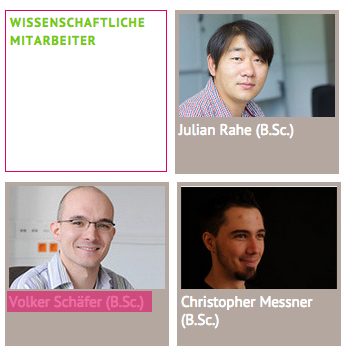 WISSENSCHAFTLICHE
MITARBEITER
Julian Rahe (B.Sc.)
Volker Schäfer (B.Sc.)
Christopher Messner
(B.Sc.)